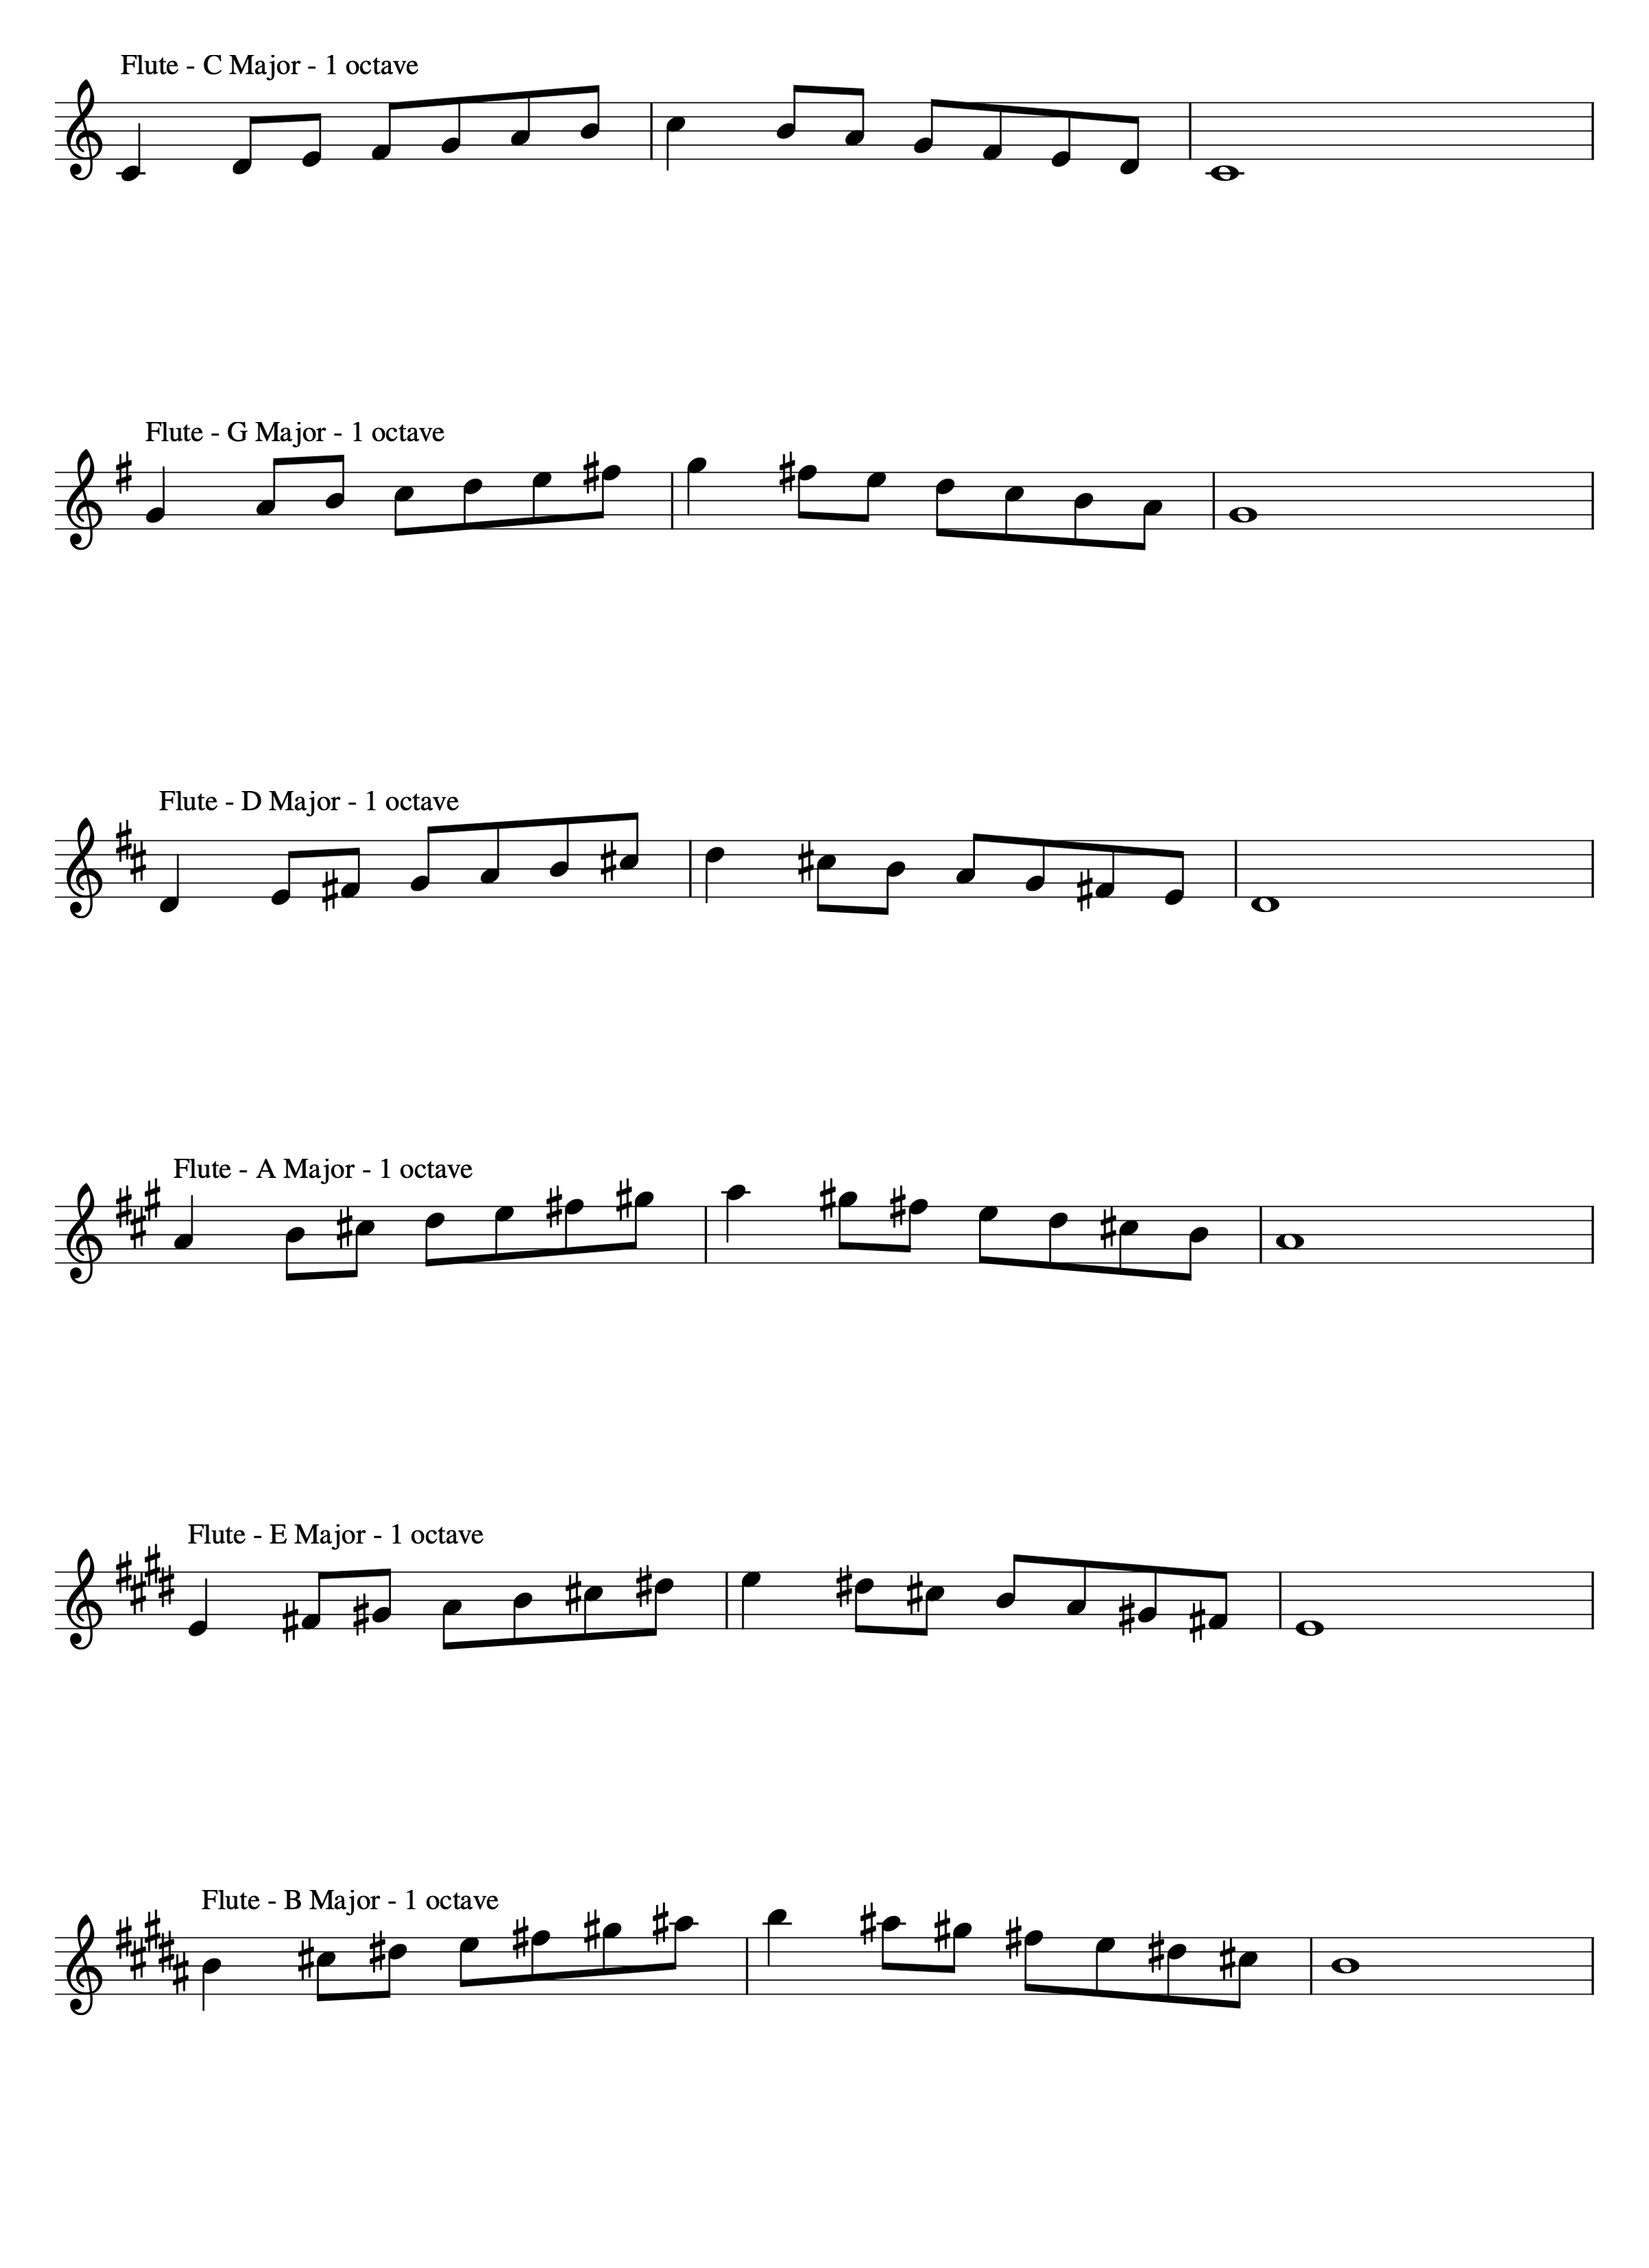 Flute - C Major - 1 octave
Flute - G Major - 1 octave
Flute - D Major - 1 octave
Flute - A Major - 1 octave
Flute - E Major - 1 octave
Flute - B Major - 1 octave